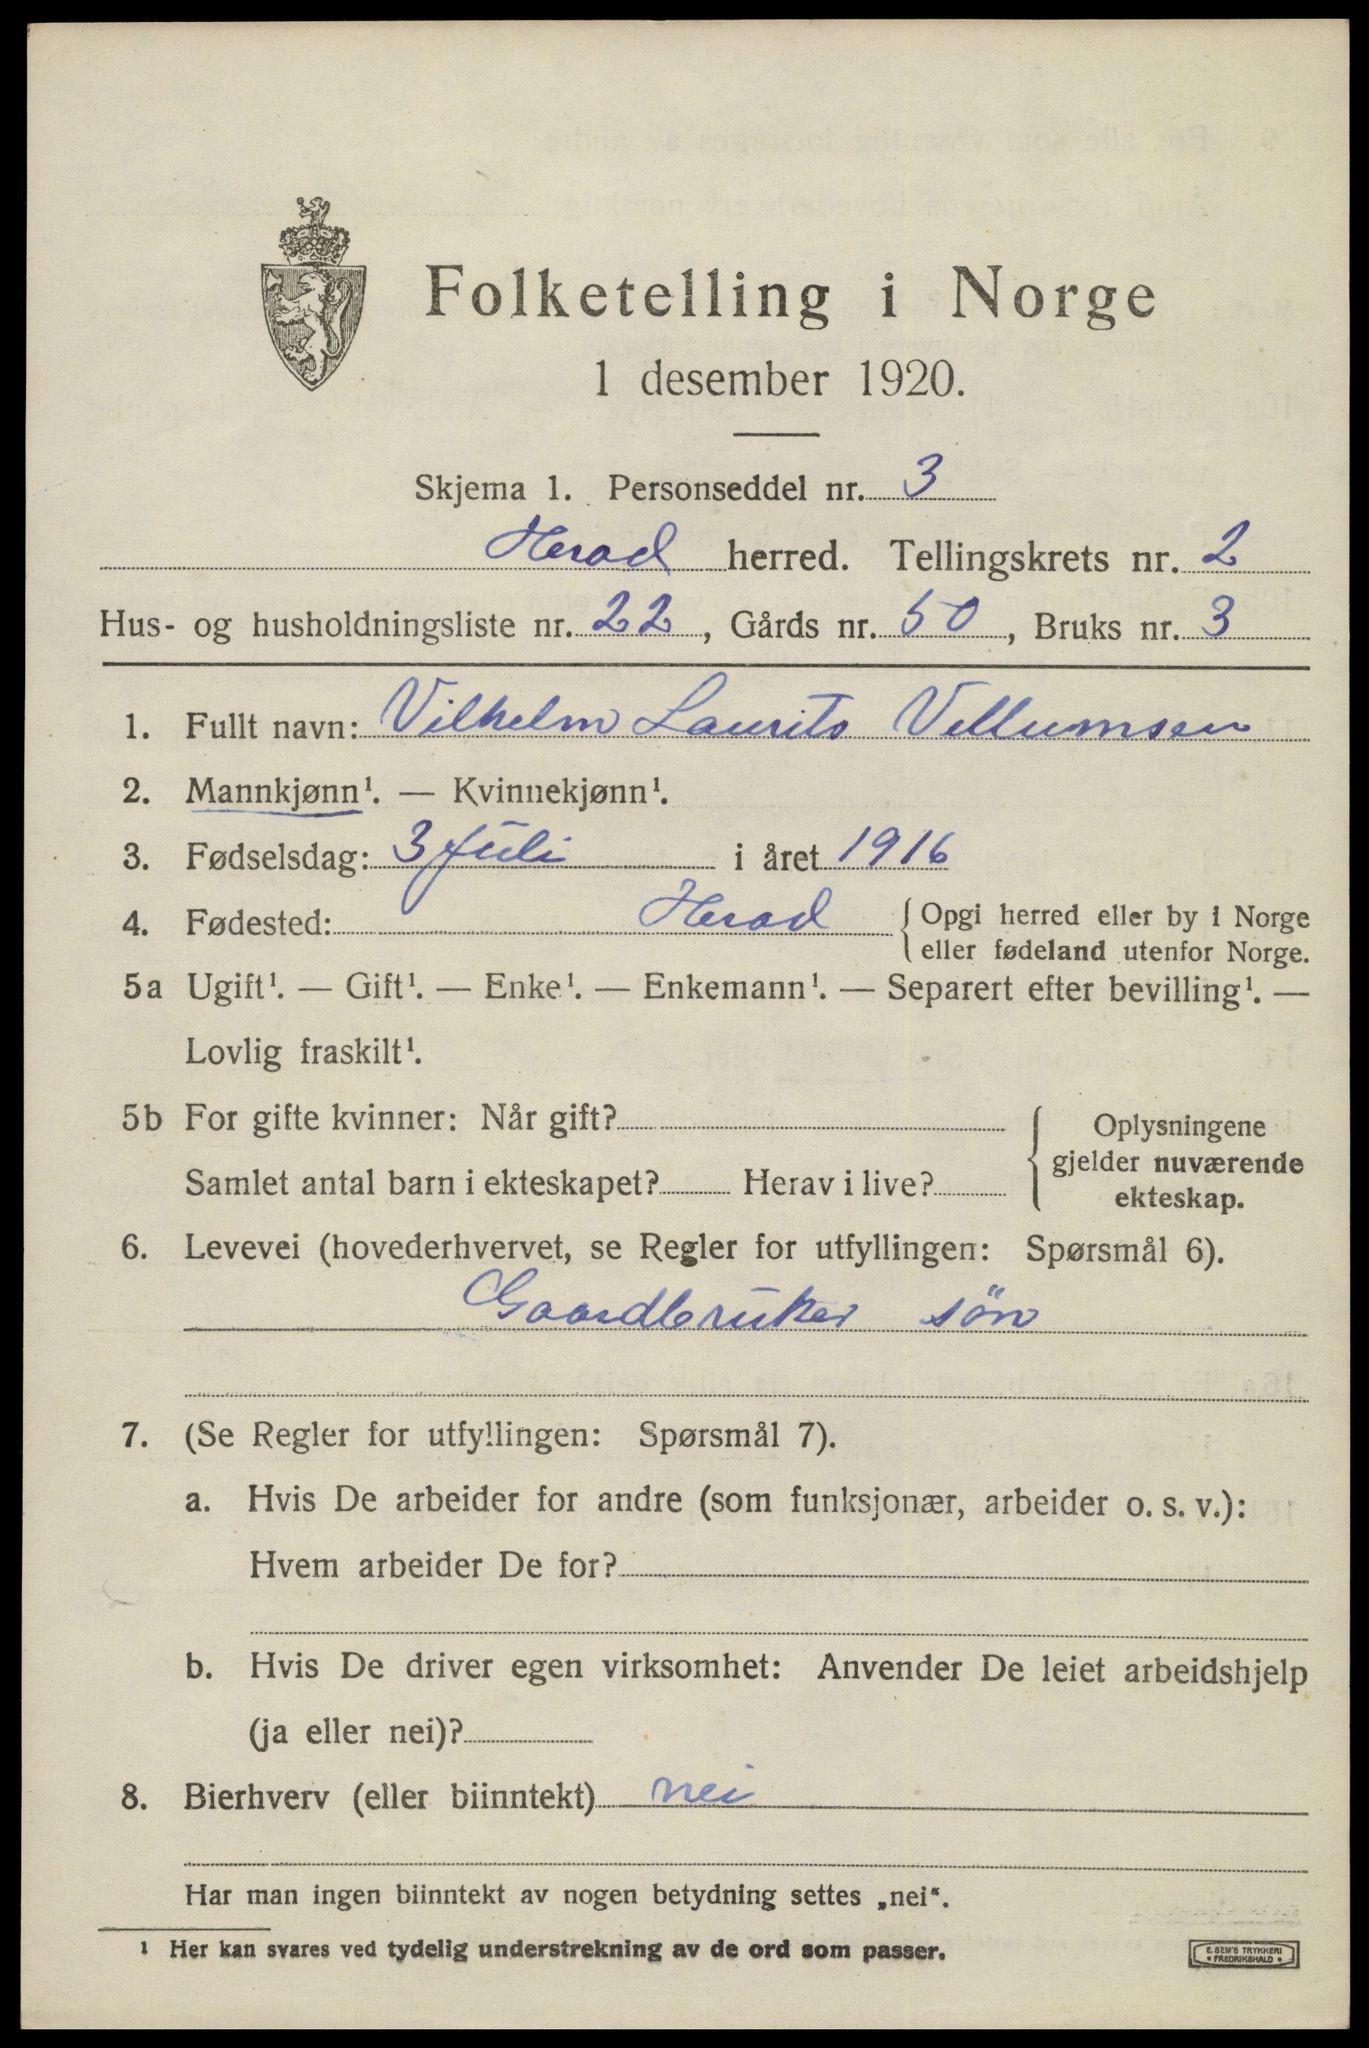 Folketelling i Norge
1 desember 1920.
Skjema 1. Personseddel nr. 3
Herad herred. Tellingskrets nr. 2
Hus- og husholdningsliste nr. 22, Gårds nr. 50, Bruks nr. 3
1. Fullt navn: Vilhelm Laurits Vellumsen
2. Mannkjønn¹. — Kvinnekjønn¹.
3. Fødselsdag: 3 juli i året 1916
4. Fødested: Herad { Opgi herred eller by i Norge
eller fødeland utenfor Norge.
5a Ugift¹. — Gift¹. — Enke¹. — Enkemann¹. — Separert efter bevilling¹. —
Lovlig fraskilt¹.
5b For gifte kvinner: Når gift?
Samlet antal barn i ekteskapet? Herav i live?
Oplysningene
gjelder nuværende
ekteskap.
6. Levevei (hovederhvervet, se Regler for utfyllingen: Spørsmål 6).
Gaardbruker sön
7. (Se Regler for utfyllingen: Spørsmål 7).
a. Hvis De arbeider for andre (som funksjonær, arbeider o. s. v.):
Hvem arbeider De for?
b. Hvis De driver egen virksomhet: Anvender De leiet arbeidshjelp
(ja eller nei)?
8. Bierhverv (eller biinntekt) nei
Har man ingen biinntekt av nogen betydning settes „nei“.
¹ Her kan svares ved tydelig understrekning av de ord som passer.
E. SEM'S TRYKKERI
• FREDRIKSHALD •